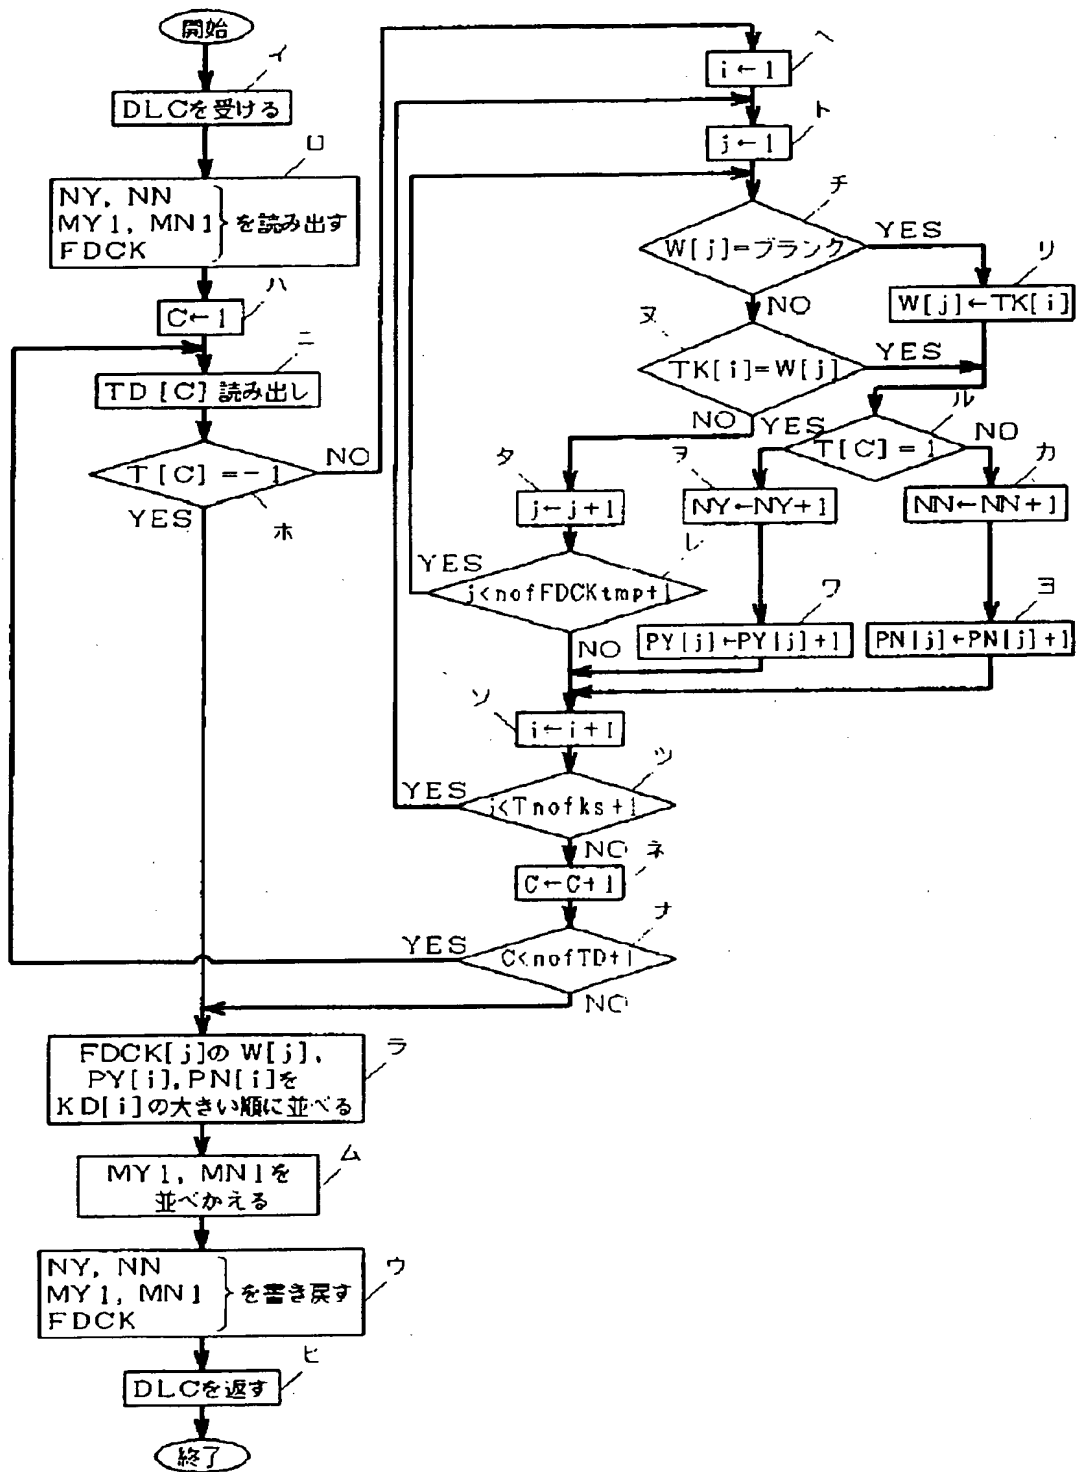 開始
イ
DLCを受ける
ロ
NY, NN
MY1, MN1
FDCK
を読み出す
ハ
C←1
ニ
TD[C]読み出し
T[C]=-1
NO
YES
ホ
ヘ
i←1
ト
j←1
チ
W[j]=ブランク
YES
NO
リ
W[j]←TK[i]
ヌ
TK[i]=W[j]
YES
NO
ル
T[C]=1
YES
NO
タ
j←j+1
ヲ
NY←NY+1
カ
NN←NN+1
レ
j<nofFDCKtmp+1
YES
NO
ワ
PY[j]←PY[j]+1
ヨ
PN[j]←PN[j]+1
ソ
i←i+1
ツ
i<Tnofks+1
YES
NO
ネ
C←C+1
ナ
C<nofTD+1
YES
NO
ラ
FDCK[j]のW[j],
PY[i],PN[i]を
KD[i]の大きい順に並べる
ム
MY1, MN1を
並べかえる
ウ
NY, NN
MY1, MN1
FDCK
を書き戻す
ヒ
DLCを返す
終了